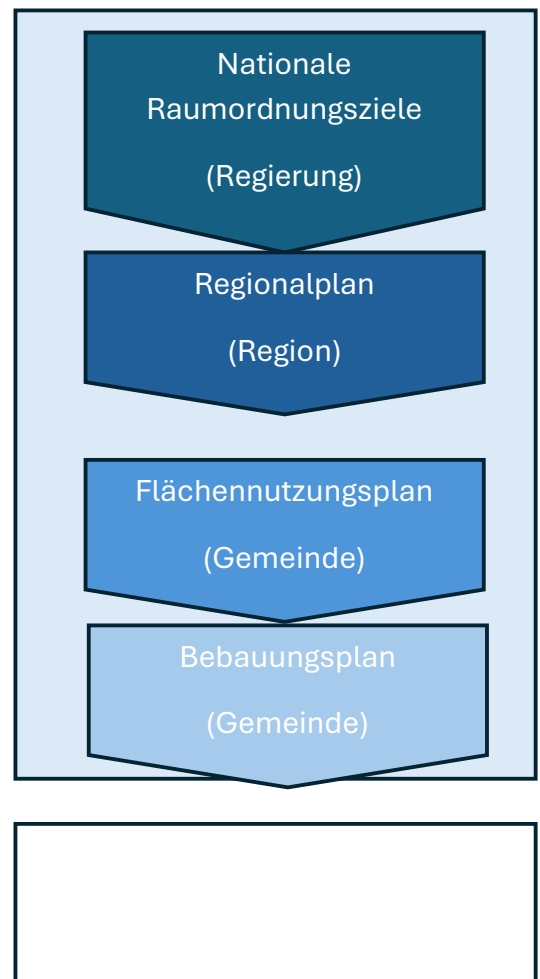 Nationale
Raumordnungsziele
(Regierung)
Regionalplan
(Region)
Flächennutzungsplan
(Gemeinde)
Bebauungsplan
(Gemeinde)